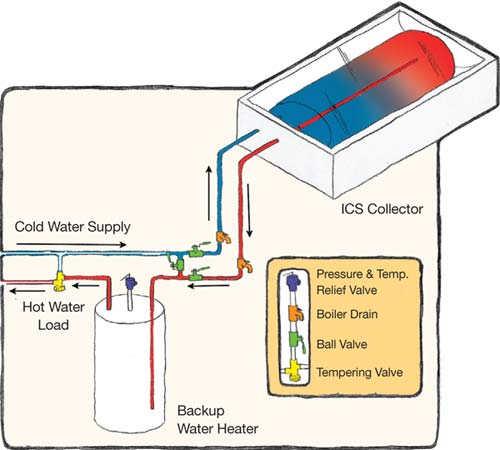 ICS Collector
Cold Water Supply
Hot Water
Load
Backup
Water Heater
Pressure & Temp.
Relief Valve
Boiler Drain
Ball Valve
Tempering Valve